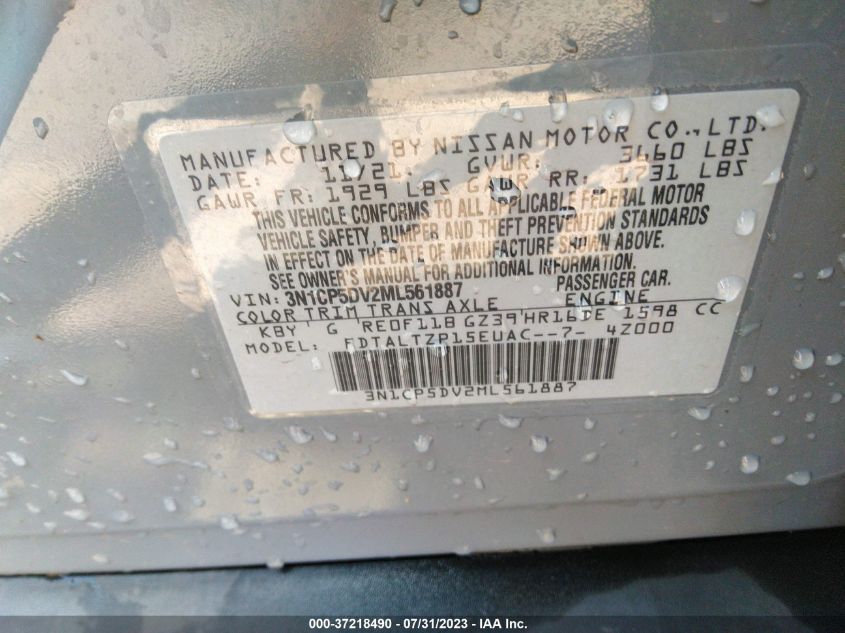 MANUFACTURED BY NISSAN MOTOR CO., LTD.
DATE: 11/21 GVWR: 3660 LBS
GAWR FR: 1929 LBS GAWR RR: 1731 LBS
THIS VEHICLE CONFORMS TO ALL APPLICABLE FEDERAL MOTOR
VEHICLE SAFETY, BUMPER AND THEFT PREVENTION STANDARDS
IN EFFECT ON THE DATE OF MANUFACTURE SHOWN ABOVE.
SEE OWNER'S MANUAL FOR ADDITIONAL INFORMATION.
VIN: 3N1CP5DV2ML561887 PASSENGER CAR.
COLOR TRIM TRANS AXLE ENGINE
KBY G RE0F11B GZ39 HR16DE 1598 CC
MODEL: FDTALTZP15EUAC--7- 4Z000
3N1CP5DV2ML561887
000-37218490 - 07/31/2023 - IAA Inc.